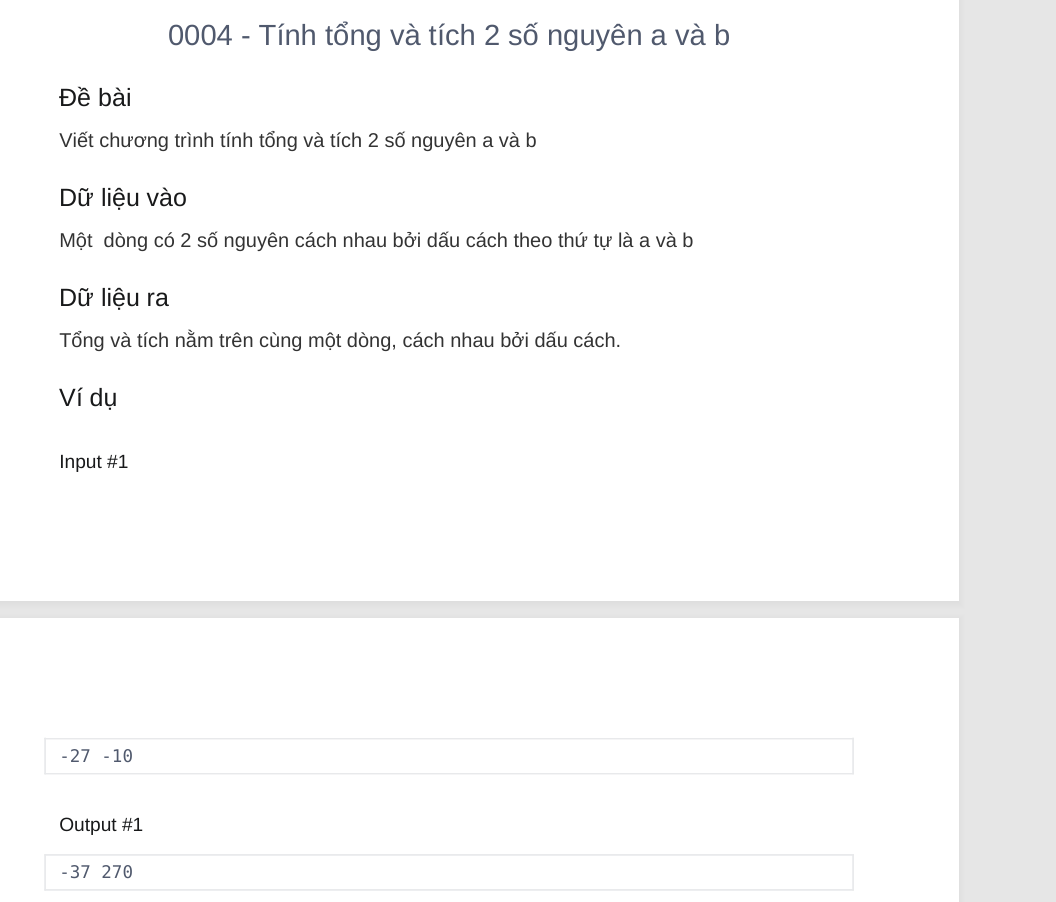 0004 - Tính tổng và tích 2 số nguyên a và b
Đề bài
Viết chương trình tính tổng và tích 2 số nguyên a và b
Dữ liệu vào
Một  dòng có 2 số nguyên cách nhau bởi dấu cách theo thứ tự là a và b
Dữ liệu ra
Tổng và tích nằm trên cùng một dòng, cách nhau bởi dấu cách.
Ví dụ
Input #1
-27 -10
Output #1
-37 270